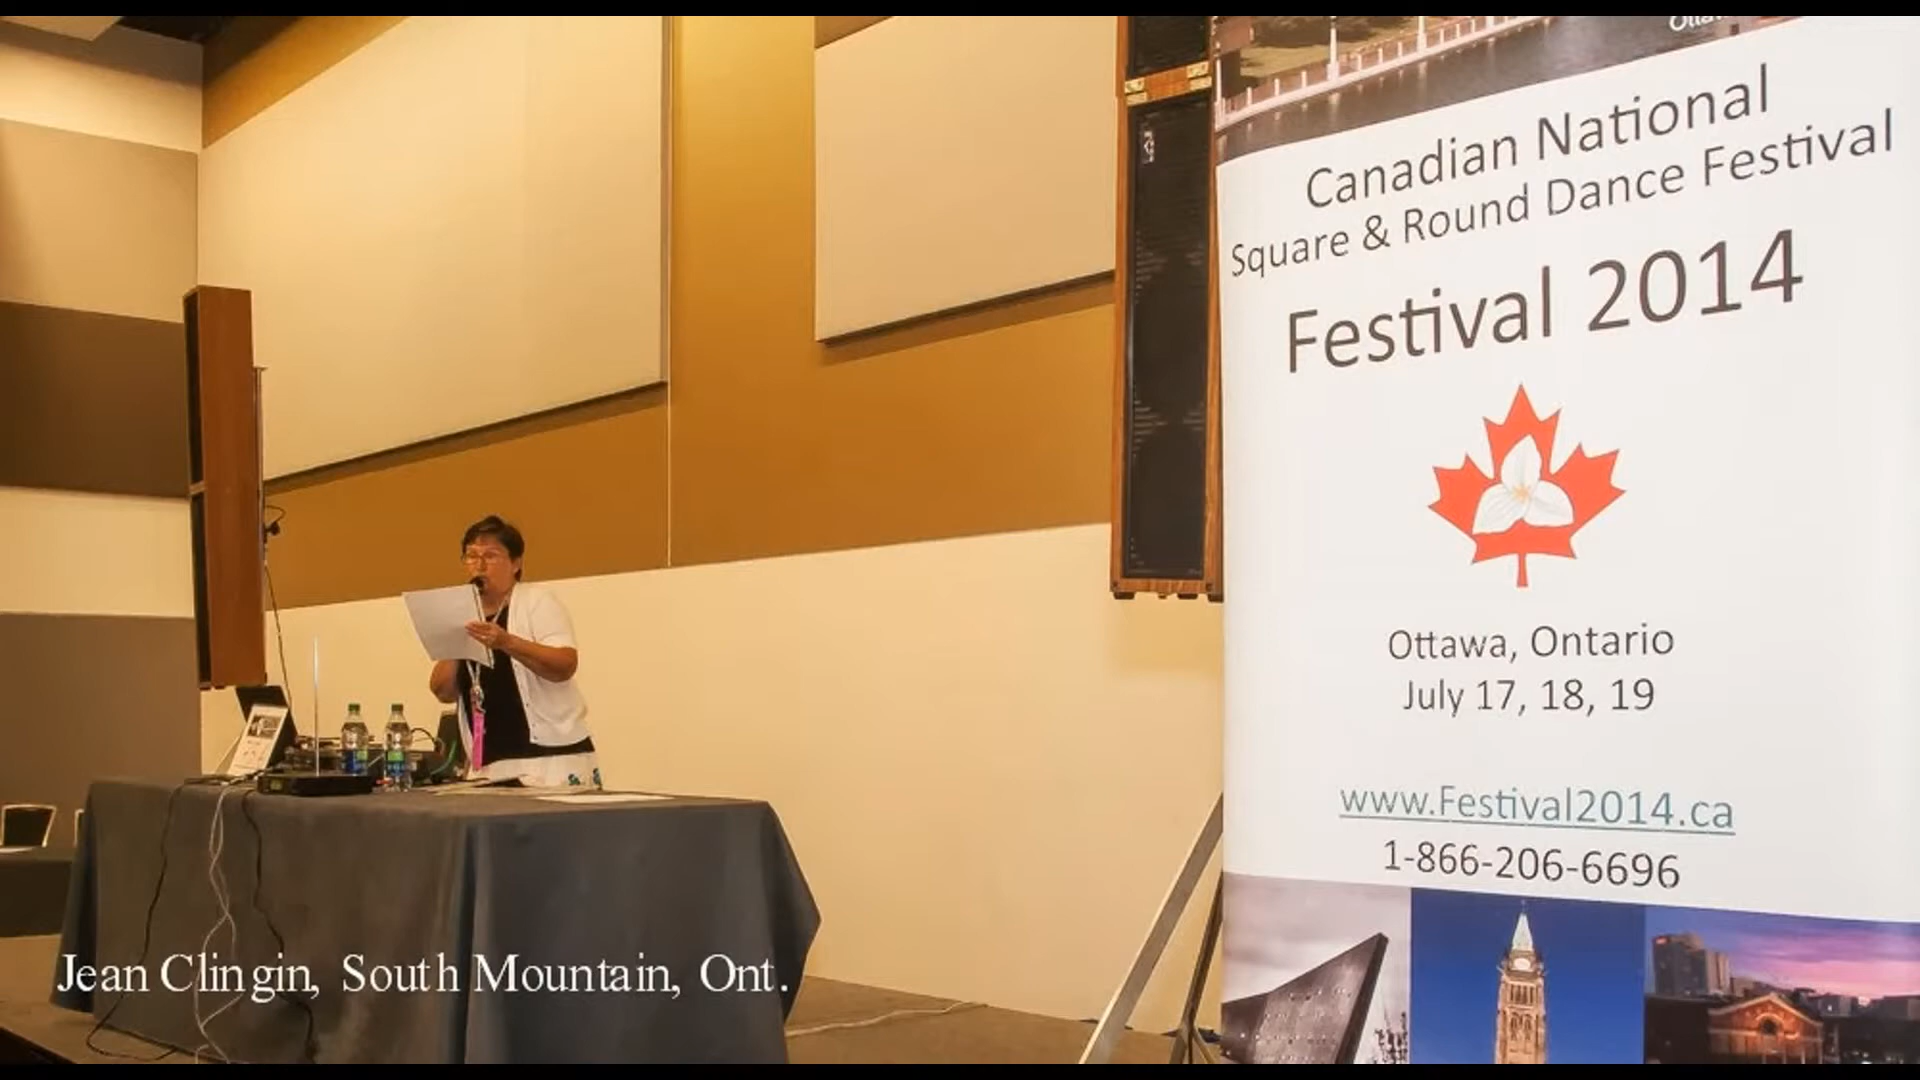 Canadian National
Square & Round Dance Festival
Festival 2014
Ottawa, Ontario
July 17, 18, 19
www.Festival2014.ca
1-866-206-6696
Jean Clingin, South Mountain, Ont.